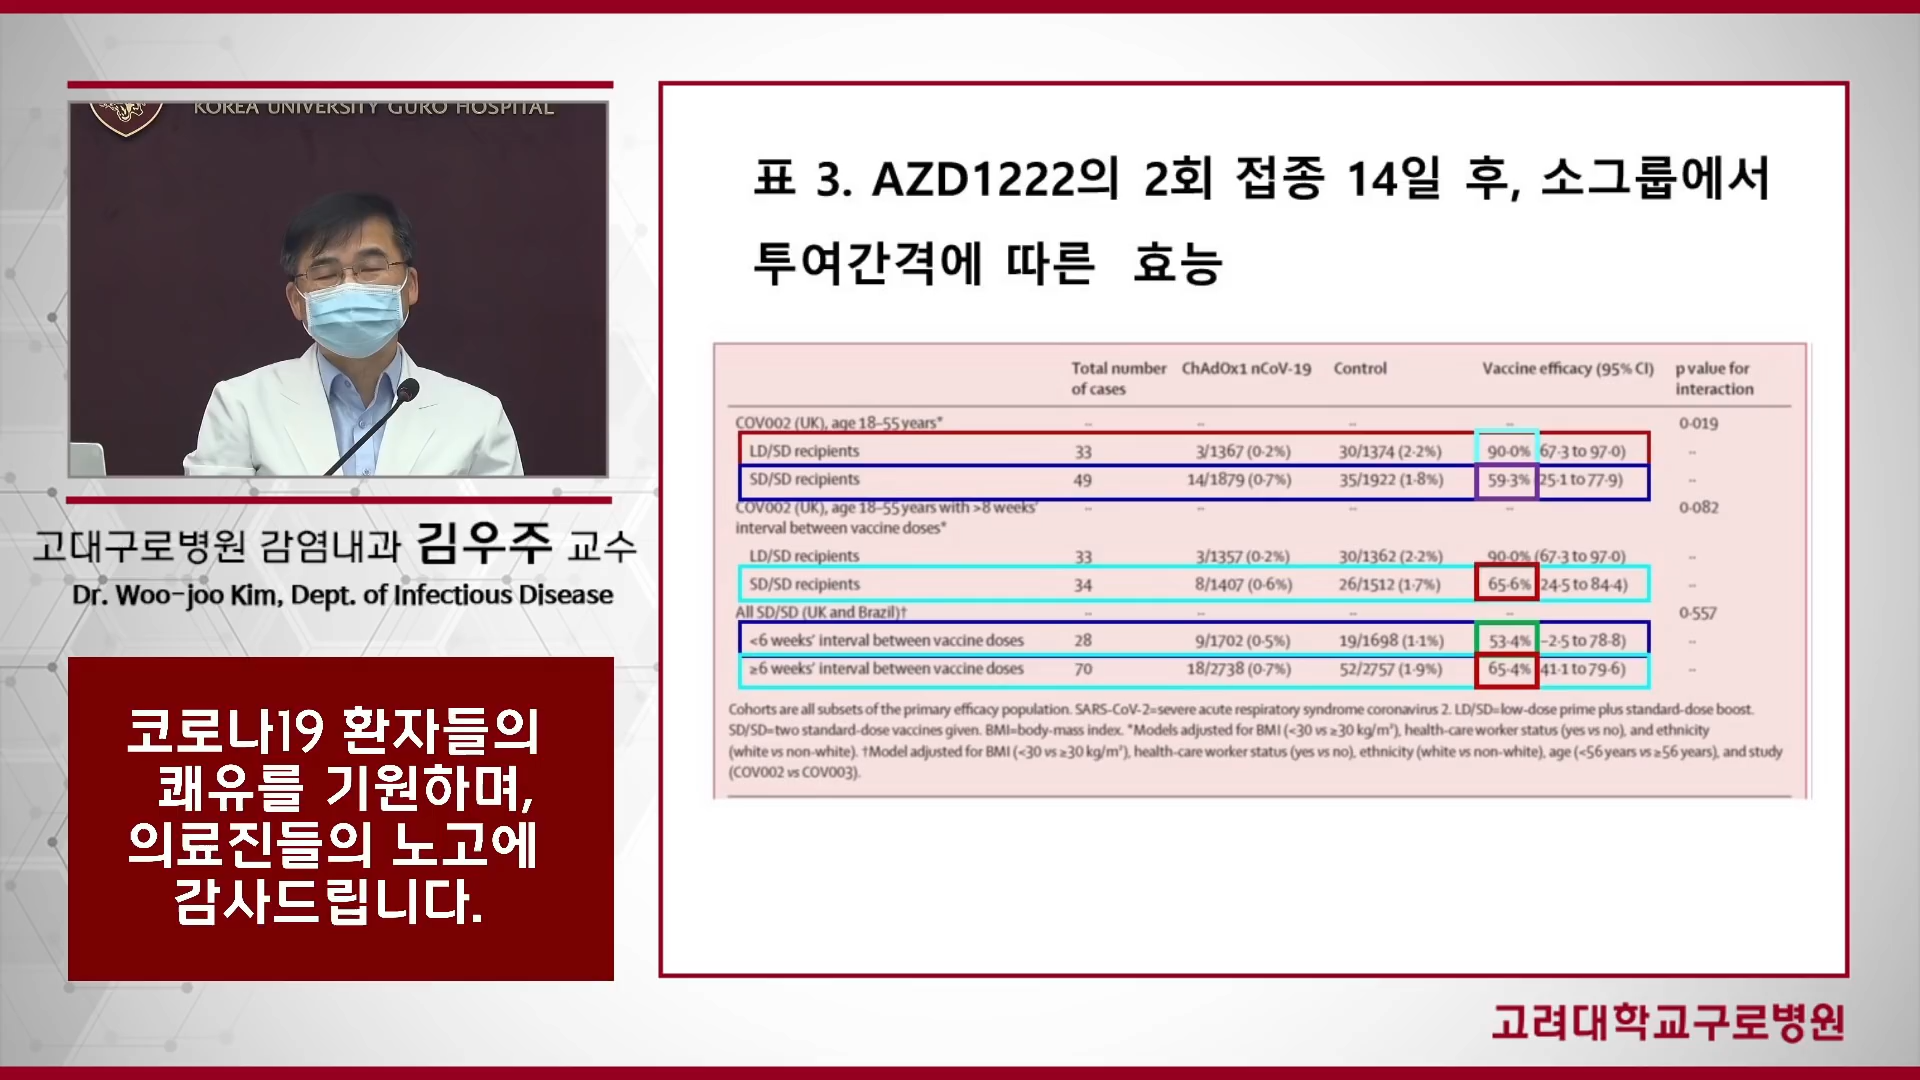 KOREA UNIVERSITY GURO HOSPITAL
고대구로병원 감염내과 김우주 교수
Dr. Woo-joo Kim, Dept. of Infectious Disease
코로나19 환자들의
쾌유를 기원하며,
의료진들의 노고에
감사드립니다.
표 3. AZD1222의 2회 접종 14일 후, 소그룹에서
투여간격에 따른 효능
Total number of cases ChAdOx1 nCoV-19 Control Vaccine efficacy (95% CI) p value for interaction
COV002 (UK), age 18–55 years* ·· ·· ·· ·· 0·019
LD/SD recipients 33 3/1367 (0·2%) 30/1374 (2·2%) 90·0% 67·3 to 97·0) ··
SD/SD recipients 49 14/1879 (0·7%) 35/1922 (1·8%) 59·3% 25·1 to 77·9) ··
COV002 (UK), age 18–55 years with >8 weeks' ·· ·· ·· ·· 0·082
interval between vaccine doses*
LD/SD recipients 33 3/1357 (0·2%) 30/1362 (2·2%) 90·0% (67·3 to 97·0) ··
SD/SD recipients 34 8/1407 (0·6%) 26/1512 (1·7%) 65·6% 24·5 to 84·4) ··
All SD/SD (UK and Brazil)† ·· ·· ·· ·· 0·557
<6 weeks' interval between vaccine doses 28 9/1702 (0·5%) 19/1698 (1·1%) 53·4% –2·5 to 78·8) ··
≥6 weeks' interval between vaccine doses 70 18/2738 (0·7%) 52/2757 (1·9%) 65·4% 41·1 to 79·6) ··
Cohorts are all subsets of the primary efficacy population. SARS-CoV-2=severe acute respiratory syndrome coronavirus 2. LD/SD=low-dose prime plus standard-dose boost.
SD/SD=two standard-dose vaccines given. BMI=body-mass index. *Models adjusted for BMI (<30 vs ≥30 kg/m²), health-care worker status (yes vs no), and ethnicity
(white vs non-white). †Model adjusted for BMI (<30 vs ≥30 kg/m²), health-care worker status (yes vs no), ethnicity (white vs non-white), age (<56 years vs ≥56 years), and study
(COV002 vs COV003).
고려대학교구로병원